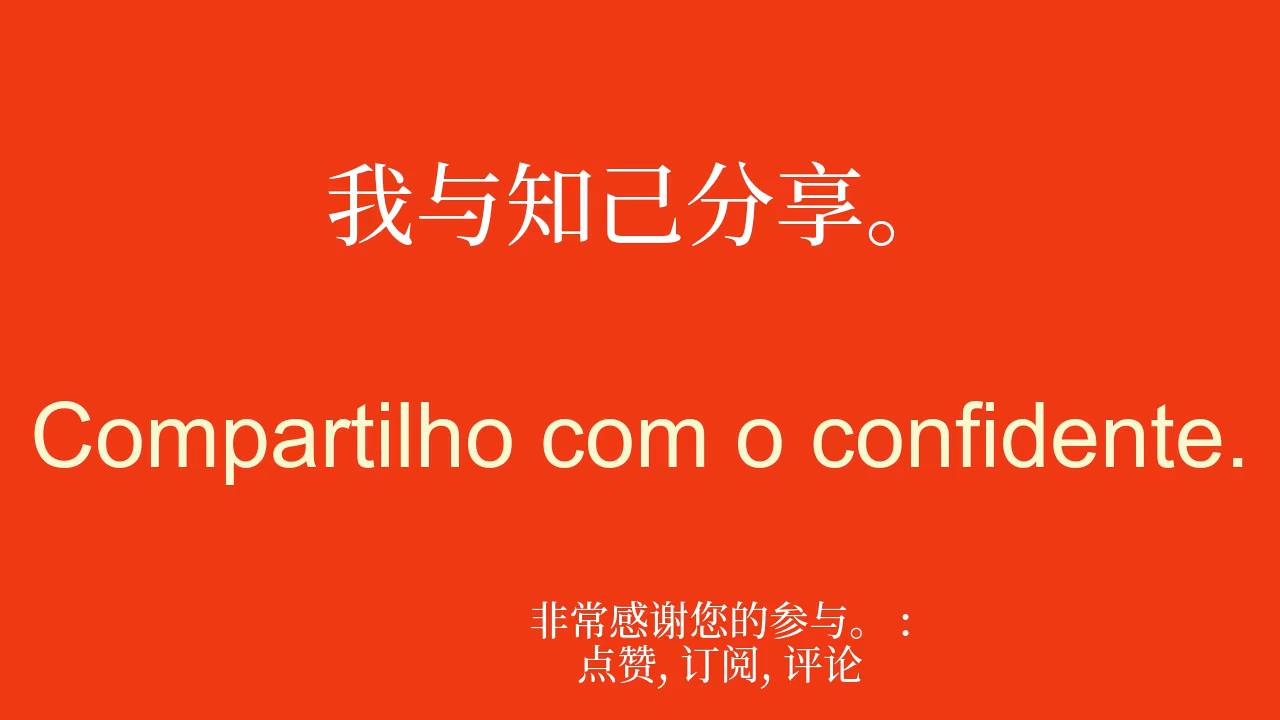 我与知己分享。
Compartilho com o confidente.
非常感谢您的参与。 :
点赞, 订阅, 评论